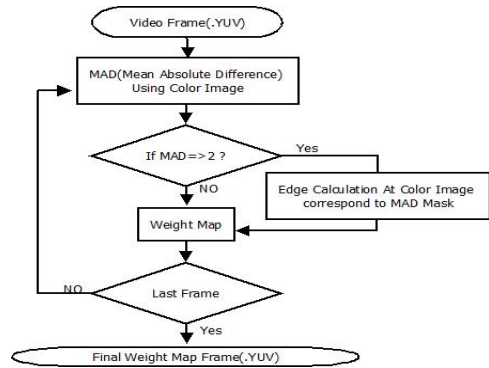 Video Frame(.YUV)
MAD(Mean Absolute Difference)
Using Color Image
If MAD=>2 ?
Yes
NO
Edge Calculation At Color Image
correspond to MAD Mask
Weight Map
Last Frame
NO
Yes
Final Weight Map Frame(.YUV)